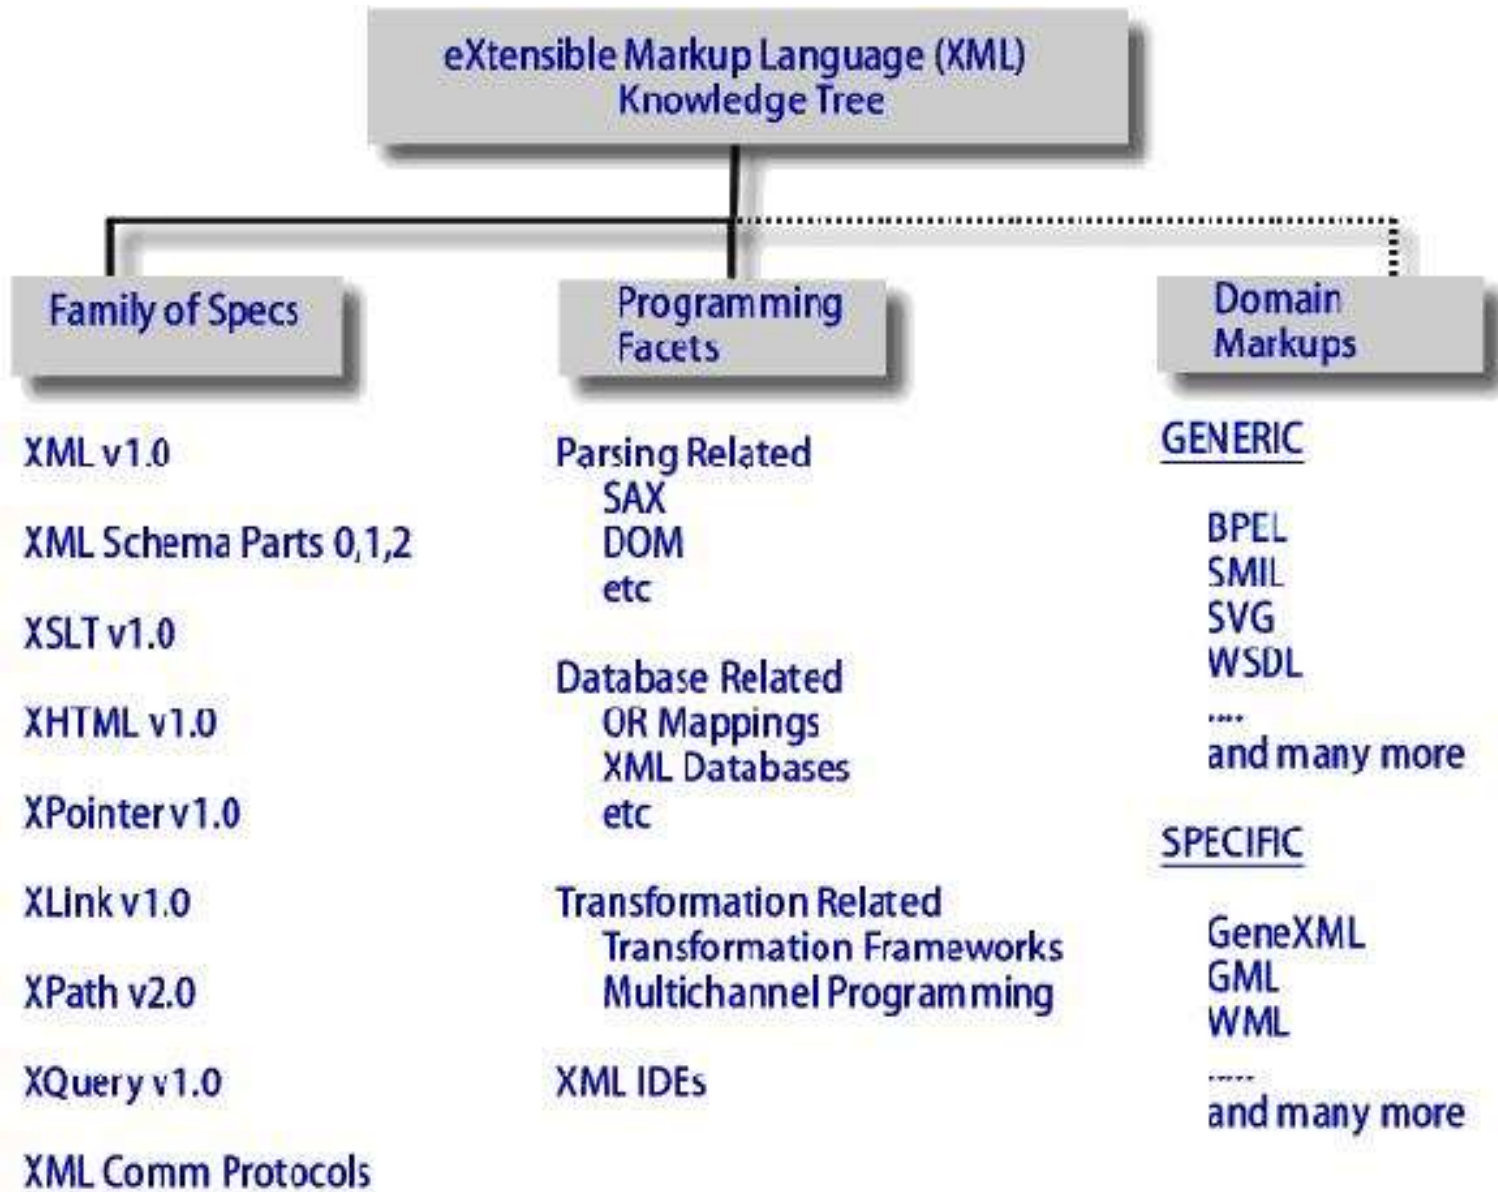 eXtensible Markup Language (XML)
Knowledge Tree
Family of Specs
XML v1.0
XML Schema Parts 0,1,2
XSLT v1.0
XHTML v1.0
XPointer v1.0
XLink v1.0
XPath v2.0
XQuery v1.0
XML Comm Protocols
Programming
Facets
Parsing Related
SAX
DOM
etc
Database Related
OR Mappings
XML Databases
etc
Transformation Related
Transformation Frameworks
Multichannel Programming
XML IDEs
Domain
Markups
GENERIC
BPEL
SMIL
SVG
WSDL
....
and many more
SPECIFIC
GeneXML
GML
WML
.....
and many more